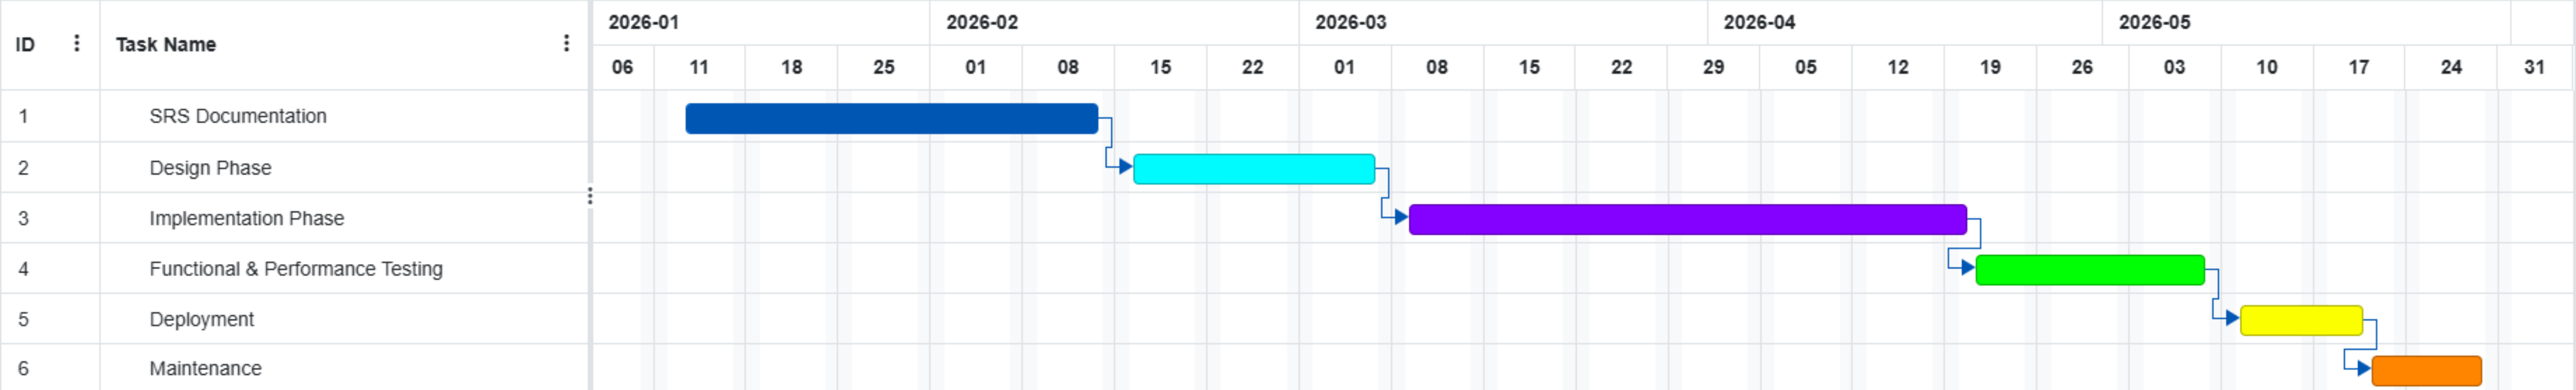 ID Task Name 2026-01 2026-02 2026-03 2026-04 2026-05
06 11 18 25 01 08 15 22 01 08 15 22 29 05 12 19 26 03 10 17 24 31
1 SRS Documentation
2 Design Phase
3 Implementation Phase
4 Functional & Performance Testing
5 Deployment
6 Maintenance